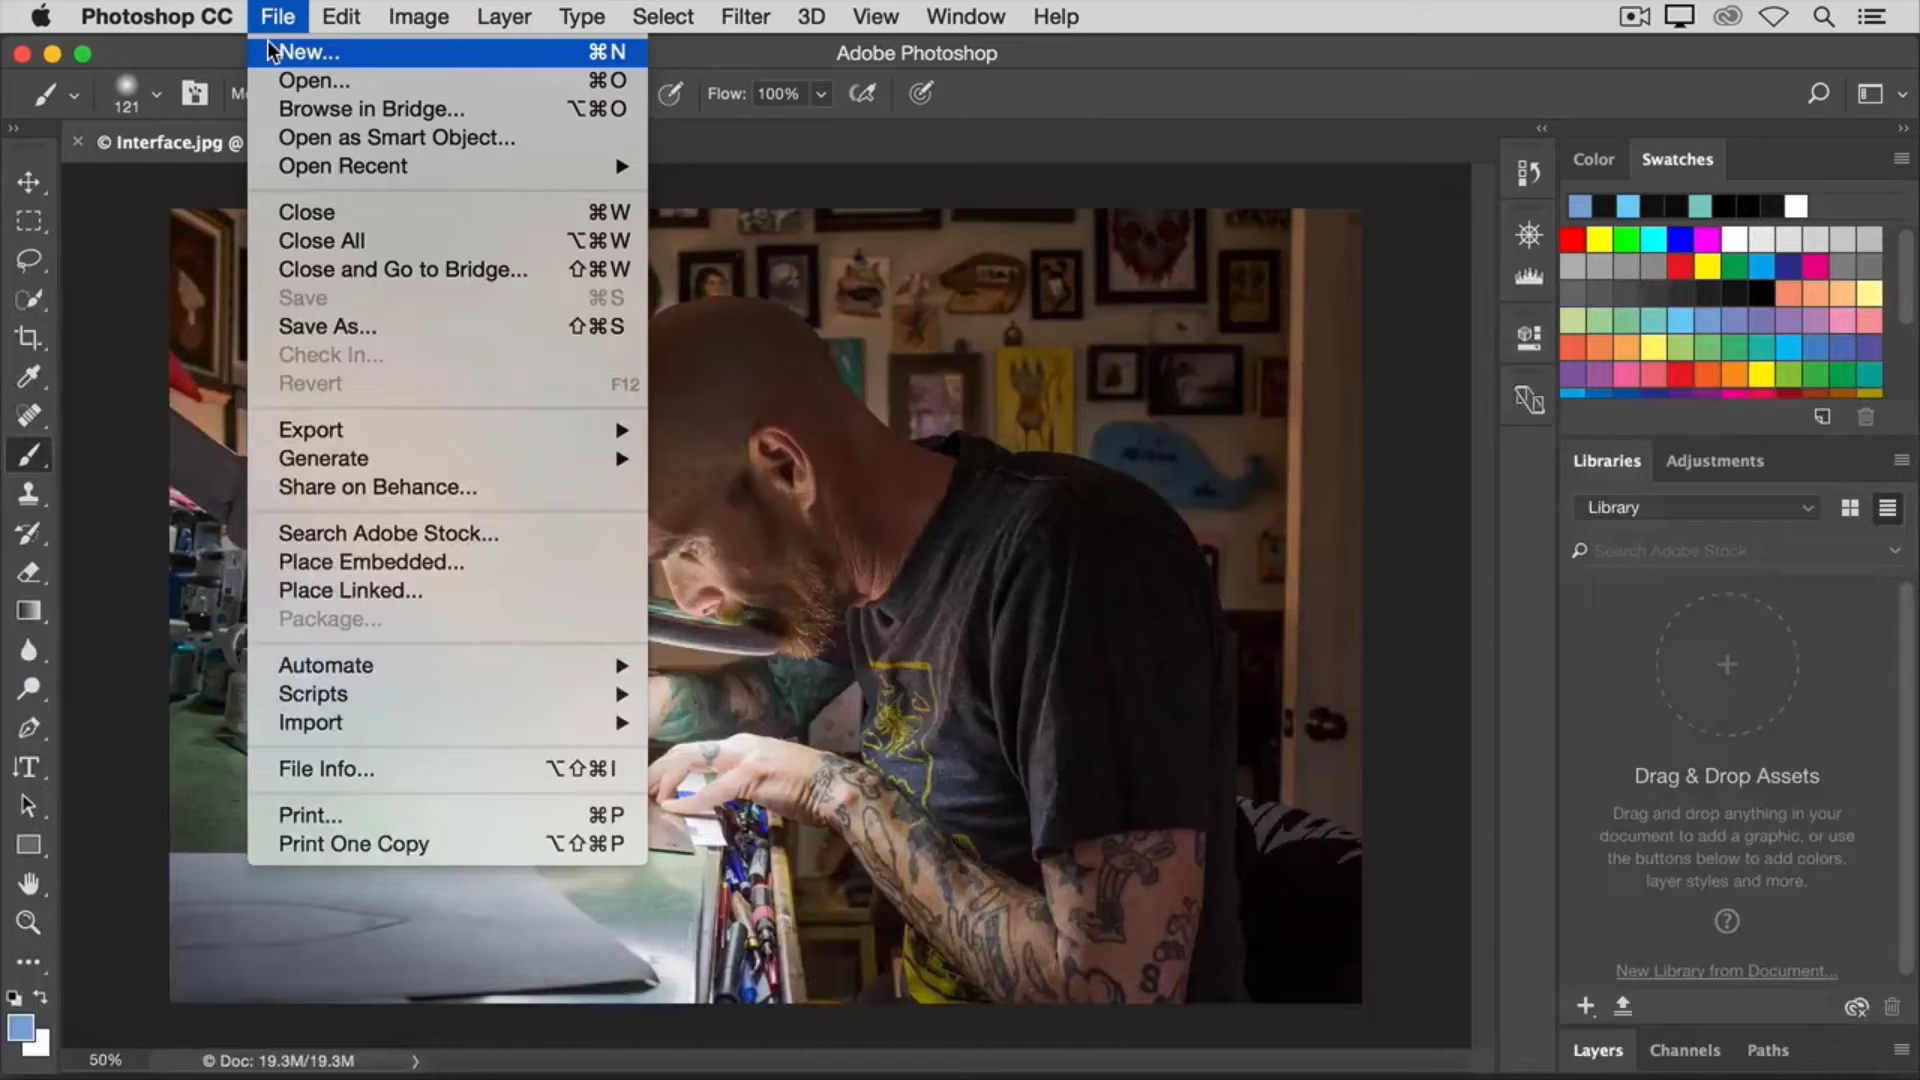 Photoshop CC File Edit Image Layer Type Select Filter 3D View Window Help
Adobe Photoshop
New... ⌘N
Open... ⌘O
Browse in Bridge... ⌥⌘O
Open as Smart Object...
Open Recent
Close ⌘W
Close All ⌥⌘W
Close and Go to Bridge... ⇧⌘W
Save ⌘S
Save As... ⇧⌘S
Check In...
Revert F12
Export
Generate
Share on Behance...
Search Adobe Stock...
Place Embedded...
Place Linked...
Package...
Automate
Scripts
Import
File Info... ⌥⇧⌘I
Print... ⌘P
Print One Copy ⌥⇧⌘P
121
Flow: 100%
× © Interface.jpg @
Color Swatches
Libraries Adjustments
Library
Search Adobe Stock
Drag & Drop Assets
Drag and drop anything in your
document to add a graphic, or use
the buttons below to add colors,
layer styles and more.
New Library from Document...
Layers Channels Paths
50% © Doc: 19.3M/19.3M